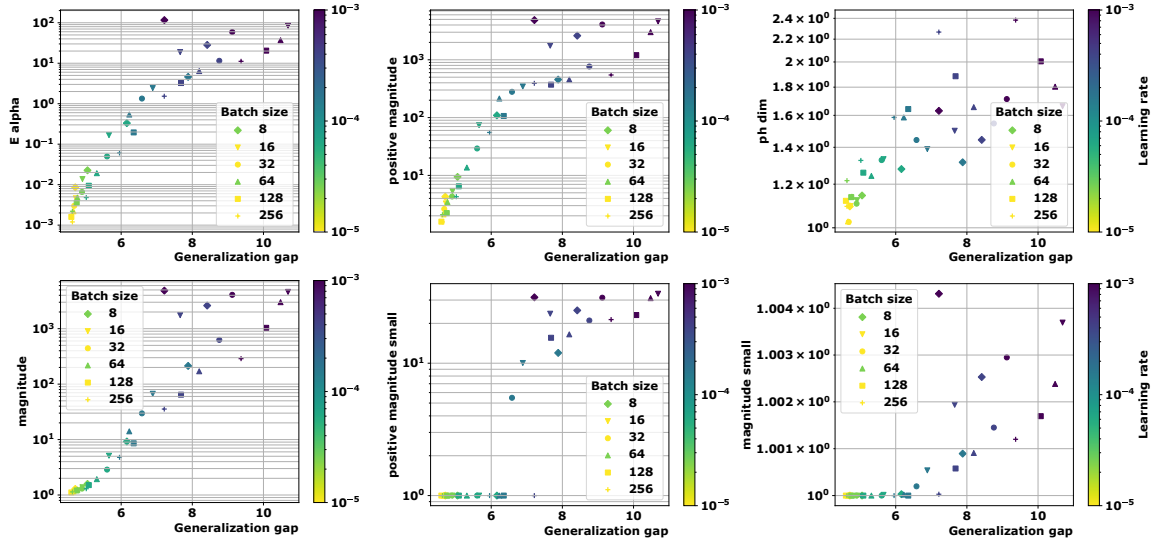 E alpha
10²
10¹
10⁰
10⁻¹
10⁻²
10⁻³
6
8
10
Generalization gap
Batch size
8
16
32
64
128
256
10⁻³
10⁻⁴
10⁻⁵
positive magnitude
10³
10²
10¹
6
8
10
Generalization gap
Batch size
8
16
32
64
128
256
10⁻³
10⁻⁴
10⁻⁵
ph dim
2.4 × 10⁰
2.2 × 10⁰
2 × 10⁰
1.8 × 10⁰
1.6 × 10⁰
1.4 × 10⁰
1.2 × 10⁰
10⁰
6
8
10
Generalization gap
Batch size
8
16
32
64
128
256
10⁻³
10⁻⁴
10⁻⁵
Learning rate
magnitude
10³
10²
10¹
10⁰
6
8
10
Generalization gap
Batch size
8
16
32
64
128
256
10⁻³
10⁻⁴
10⁻⁵
positive magnitude small
10¹
10⁰
6
8
10
Generalization gap
Batch size
8
16
32
64
128
256
10⁻³
10⁻⁴
10⁻⁵
magnitude small
1.004 × 10⁰
1.003 × 10⁰
1.002 × 10⁰
1.001 × 10⁰
10⁰
6
8
10
Generalization gap
Batch size
8
16
32
64
128
256
10⁻³
10⁻⁴
10⁻⁵
Learning rate